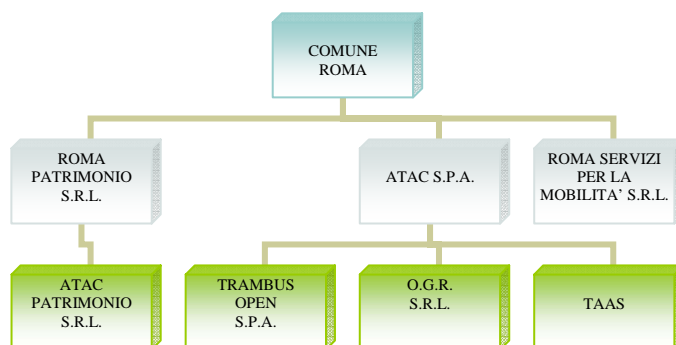 COMUNE
ROMA
ROMA
PATRIMONIO
S.R.L.
ATAC S.P.A.
ROMA SERVIZI
PER LA
MOBILITA' S.R.L.
ATAC
PATRIMONIO
S.R.L.
TRAMBUS
OPEN
S.P.A.
O.G.R.
S.R.L.
TAAS